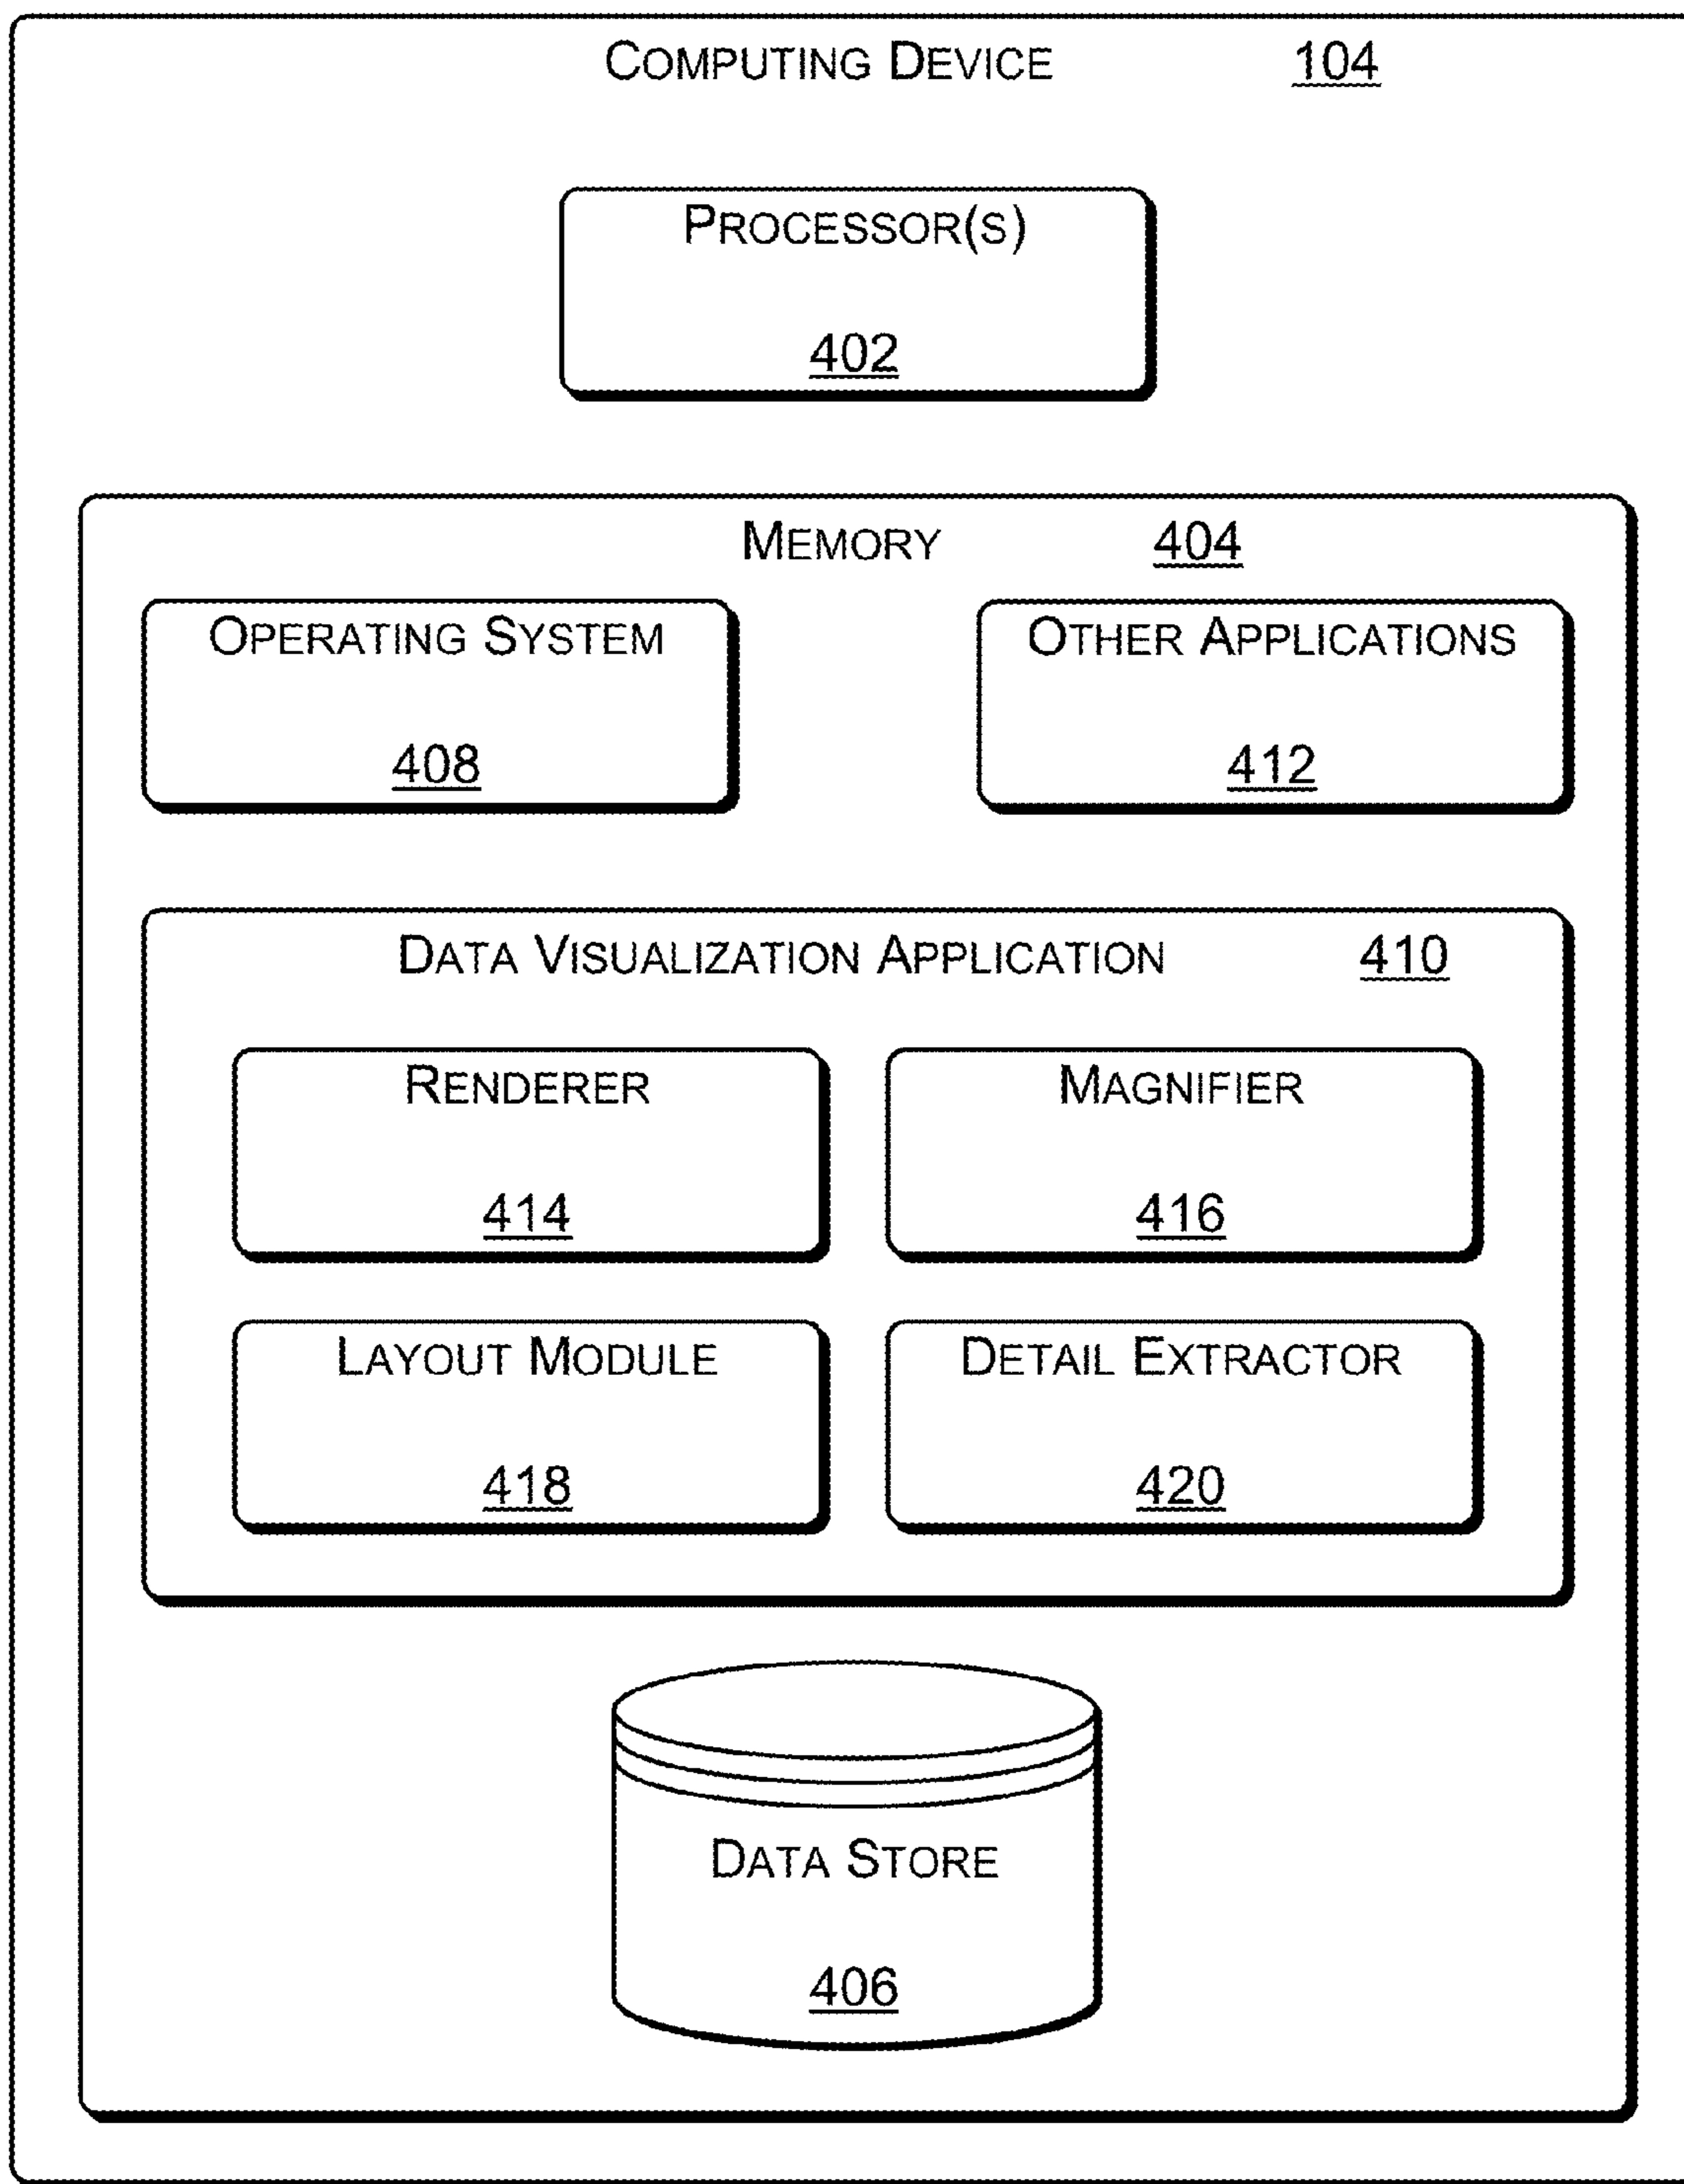 COMPUTING DEVICE 104
PROCESSOR(S)
402
MEMORY 404
OPERATING SYSTEM
408
OTHER APPLICATIONS
412
DATA VISUALIZATION APPLICATION 410
RENDERER
414
MAGNIFIER
416
LAYOUT MODULE
418
DETAIL EXTRACTOR
420
DATA STORE
406